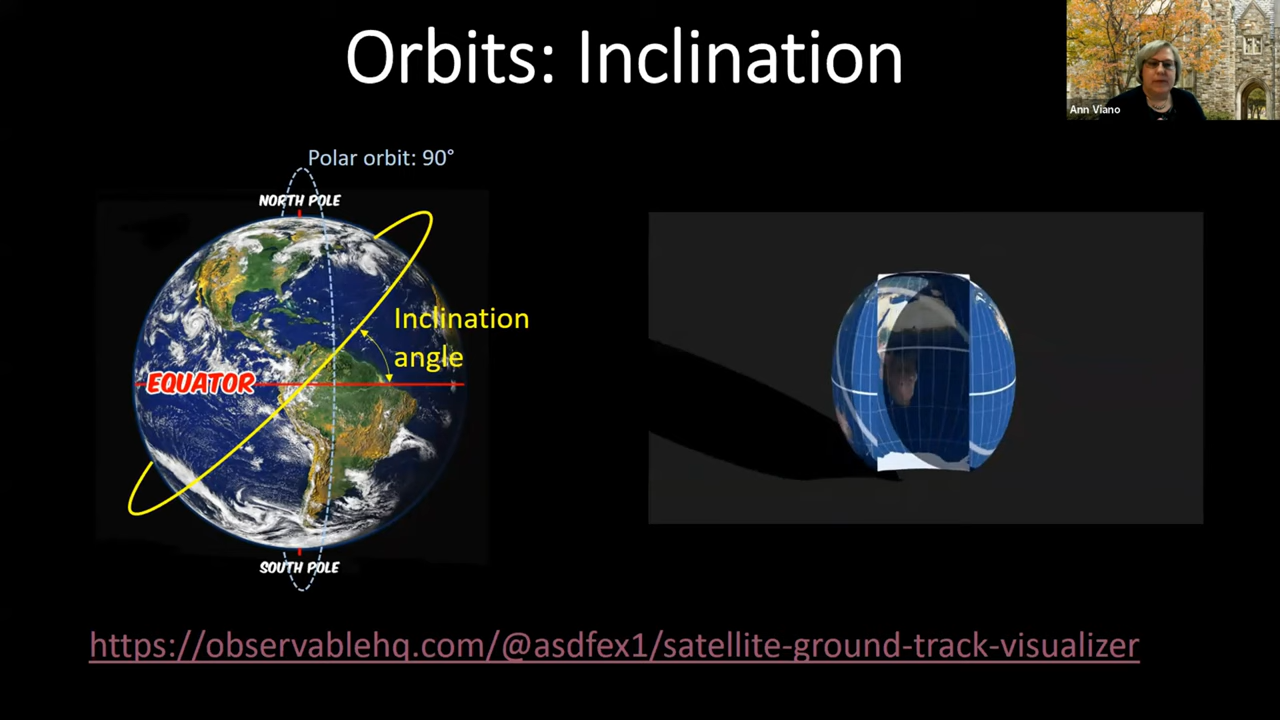 Orbits: Inclination
Ann Viano
Polar orbit: 90°
NORTH POLE
Inclination
angle
EQUATOR
SOUTH POLE
https://observablehq.com/@asdfex1/satellite-ground-track-visualizer